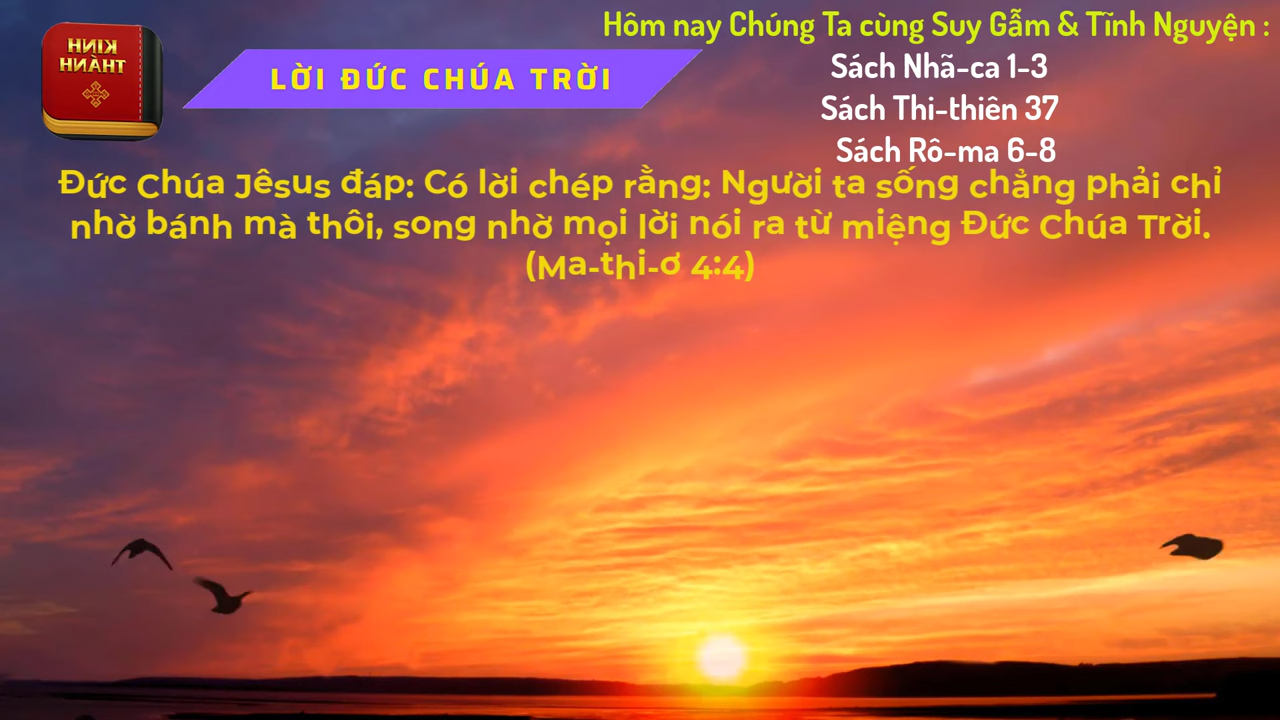 Hôm nay Chúng Ta cùng Suy Gẫm & Tĩnh Nguyện :
Sách Nhã-ca 1-3
Sách Thi-thiên 37
Sách Rô-ma 6-8
KINH
THÁNH
LỜI ĐỨC CHÚA TRỜI
Đức Chúa Jêsus đáp: Có lời chép rằng: Người ta sống chẳng phải chỉ
nhờ bánh mà thôi, song nhờ mọi lời nói ra từ miệng Đức Chúa Trời.
(Ma-thi-ơ 4:4)